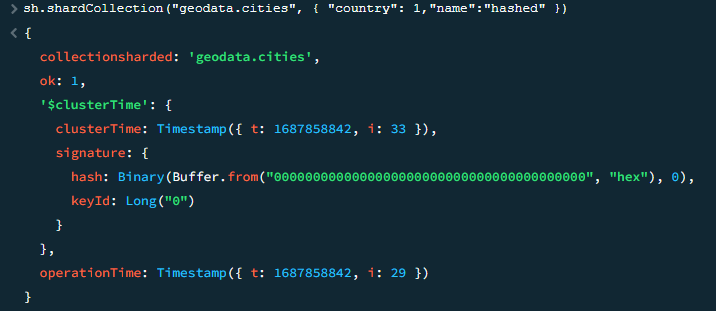 > sh.shardCollection("geodata.cities", { "country": 1,"name":"hashed" })
< {
collectionsharded: 'geodata.cities',
ok: 1,
'$clusterTime': {
clusterTime: Timestamp({ t: 1687858842, i: 33 }),
signature: {
hash: Binary(Buffer.from("0000000000000000000000000000000000000000", "hex"), 0),
keyId: Long("0")
}
},
operationTime: Timestamp({ t: 1687858842, i: 29 })
}